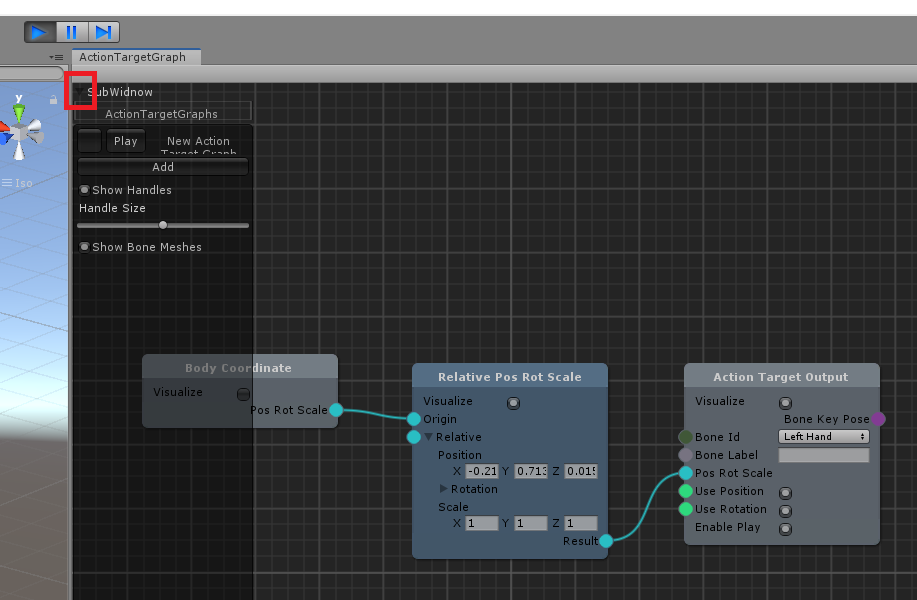 ActionTargetGraph
SubWidnow
y
ActionTargetGraphs
Play
New Action
Target Graph
Add
Iso
Show Handles
Handle Size
Show Bone Meshes
Body Coordinate
Visualize
Pos Rot Scale
Relative Pos Rot Scale
Visualize
Origin
Relative
Position
X -0.21 Y 0.713 Z 0.015
Rotation
Scale
X 1 Y 1 Z 1
Result
Action Target Output
Visualize
Bone Key Pose
Bone Id Left Hand
Bone Label
Pos Rot Scale
Use Position
Use Rotation
Enable Play